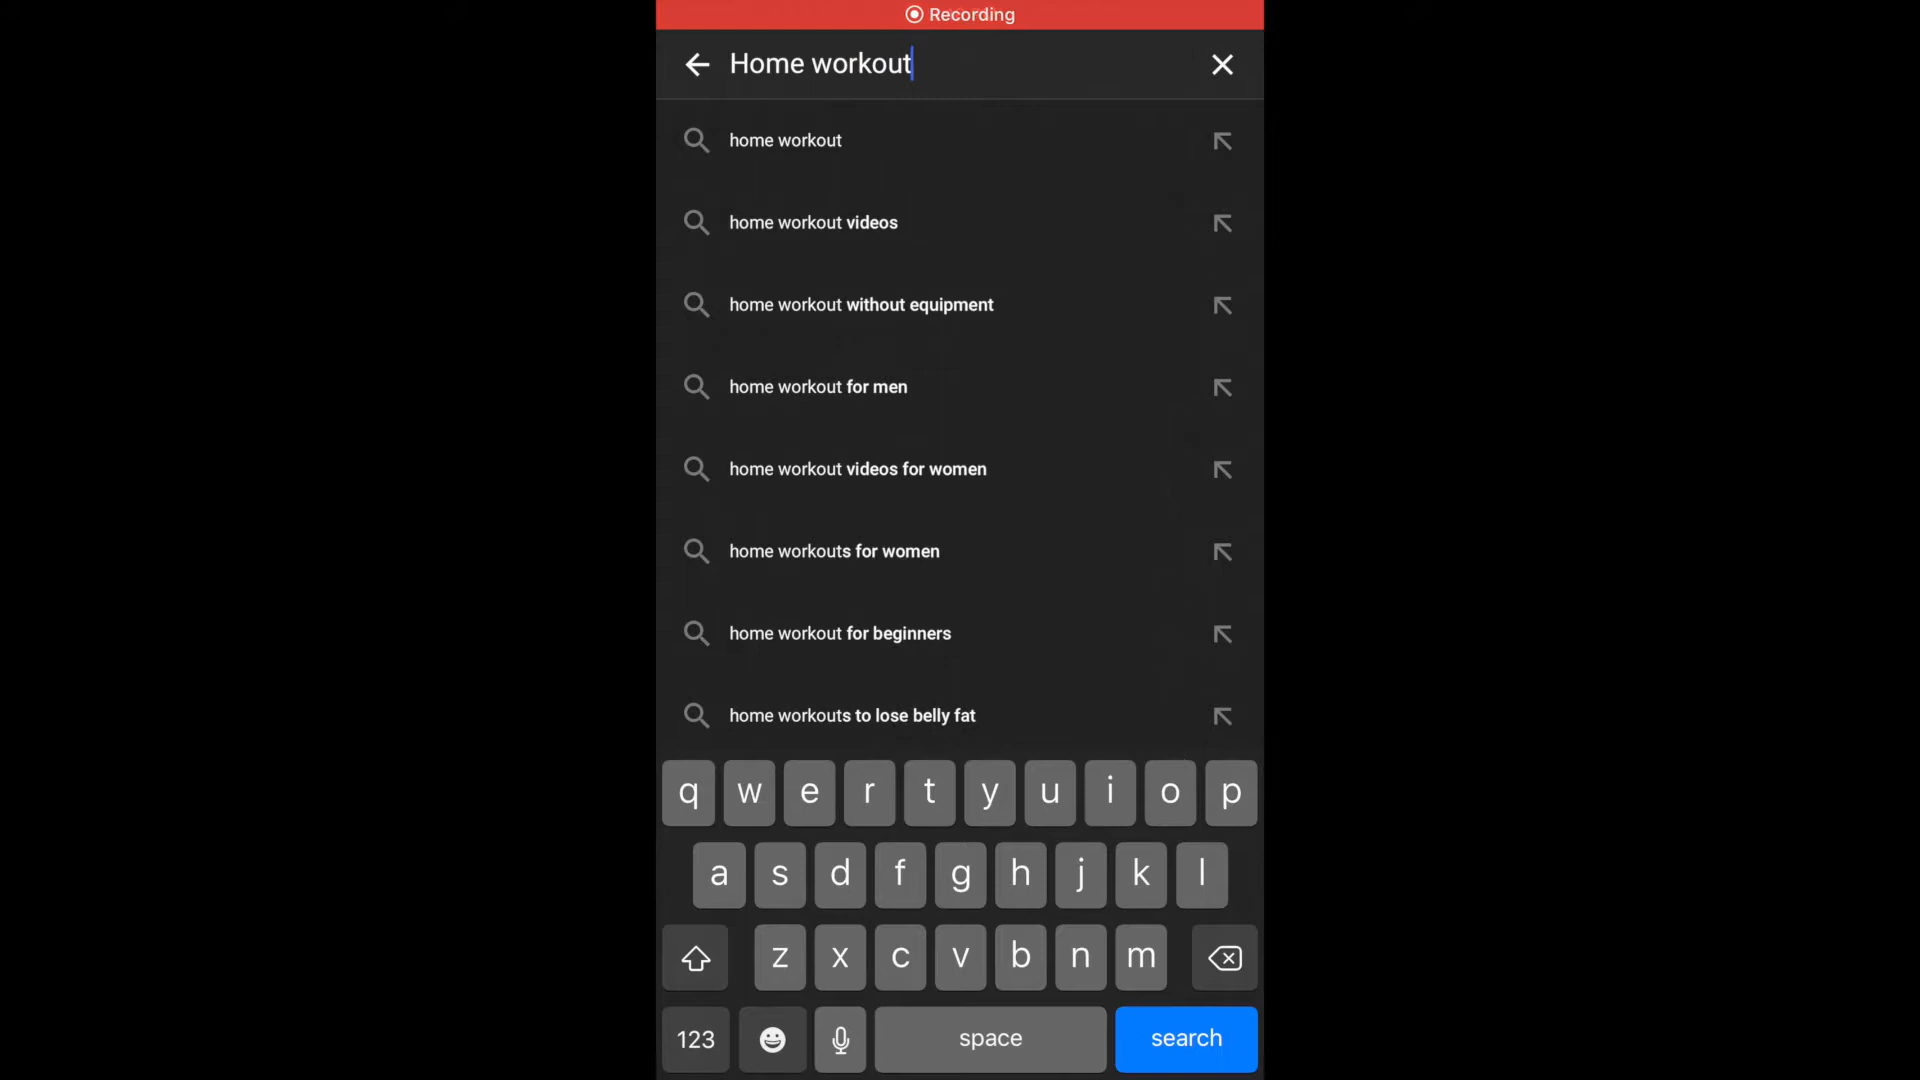 Recording
Home workout
home workout
home workout videos
home workout without equipment
home workout for men
home workout videos for women
home workouts for women
home workout for beginners
home workouts to lose belly fat
q w e r t y u i o p
a s d f g h j k l
z x c v b n m
123 space search